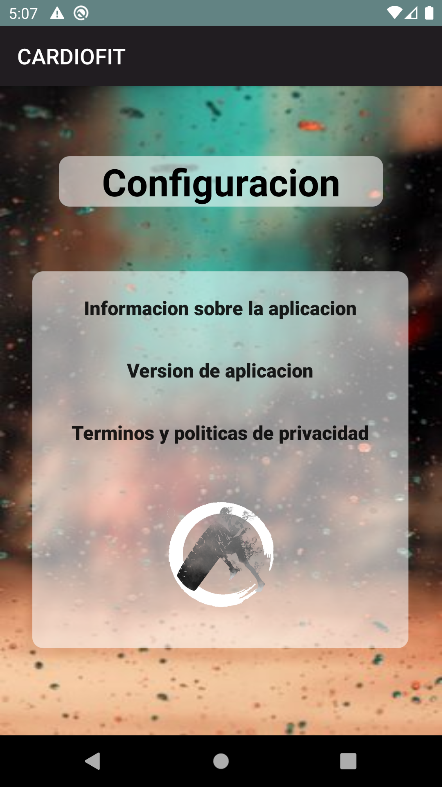 5:07
CARDIOFIT
Configuracion
Informacion sobre la aplicacion
Version de aplicacion
Terminos y politicas de privacidad